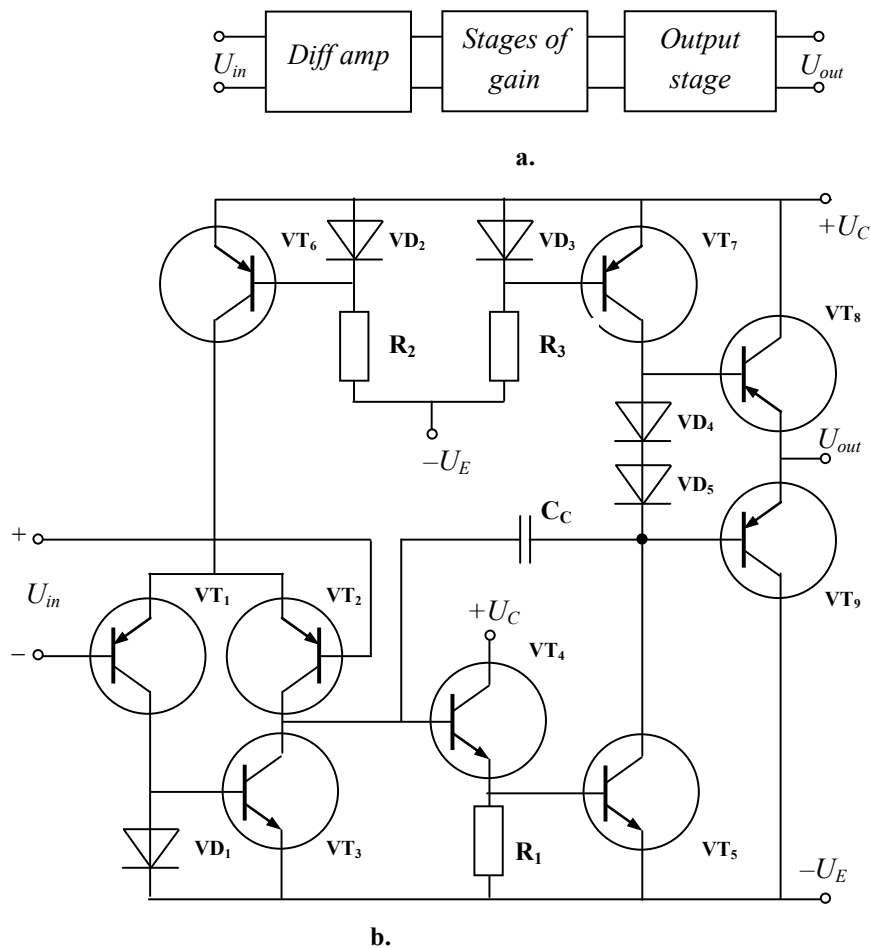 U_in
Diff amp
Stages of
gain
Output
stage
U_out
a.
+U_C
VT₆
VD₂
VD₃
VT₇
VT₈
R₂
R₃
VD₄
U_out
–U_E
VD₅
C_C
+
U_in
VT₁
VT₂
+U_C
VT₉
–
VT₄
VD₁
VT₃
R₁
VT₅
–U_E
b.